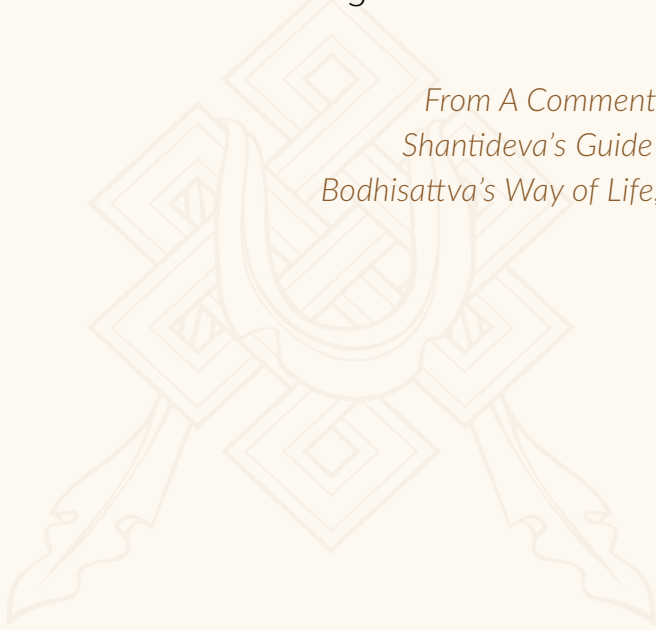 From A Comment
Shantideva’s Guide
Bodhisattva’s Way of Life,